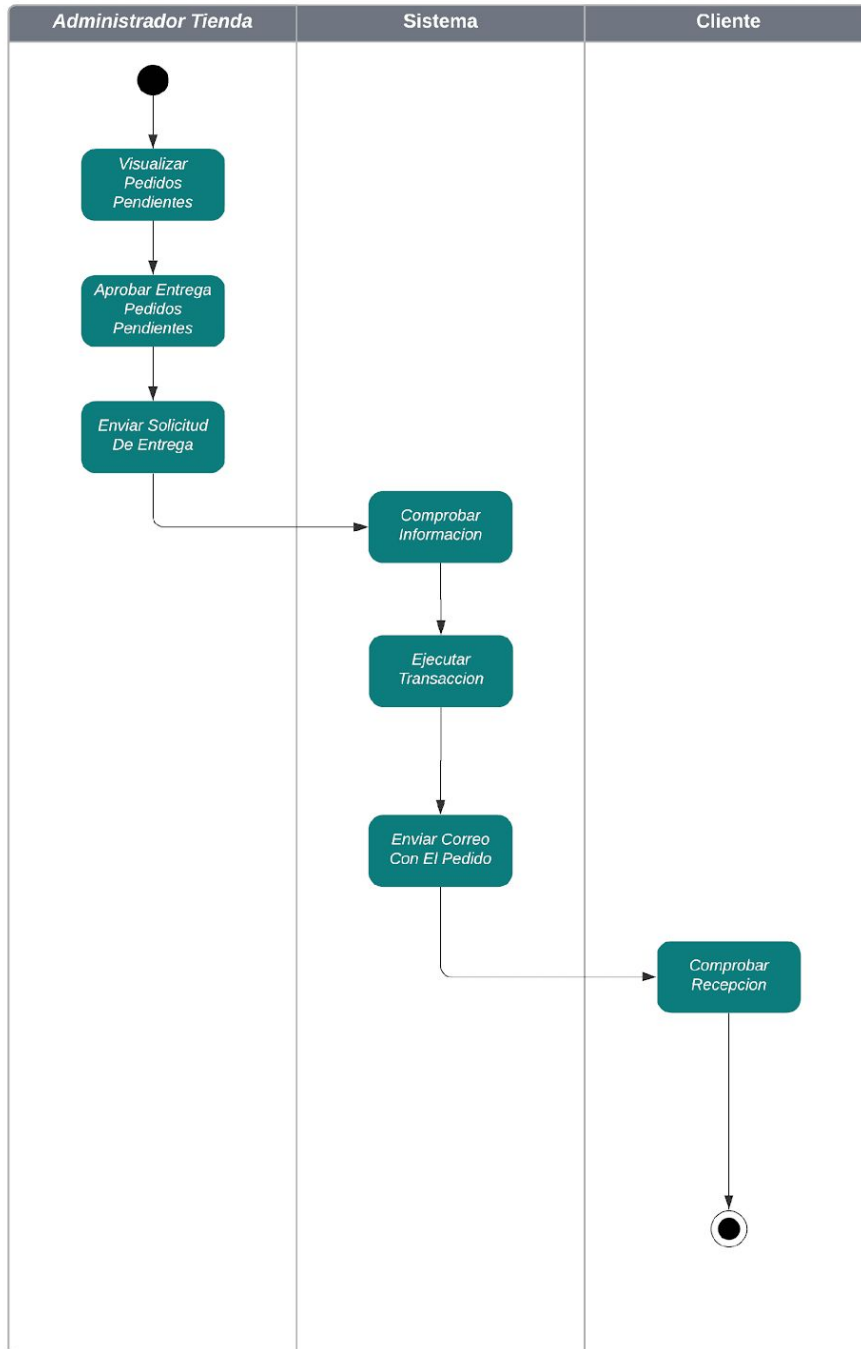 Administrador Tienda
Sistema
Cliente
Visualizar
Pedidos
Pendientes
Aprobar Entrega
Pedidos
Pendientes
Enviar Solicitud
De Entrega
Comprobar
Informacion
Ejecutar
Transaccion
Enviar Correo
Con El Pedido
Comprobar
Recepcion